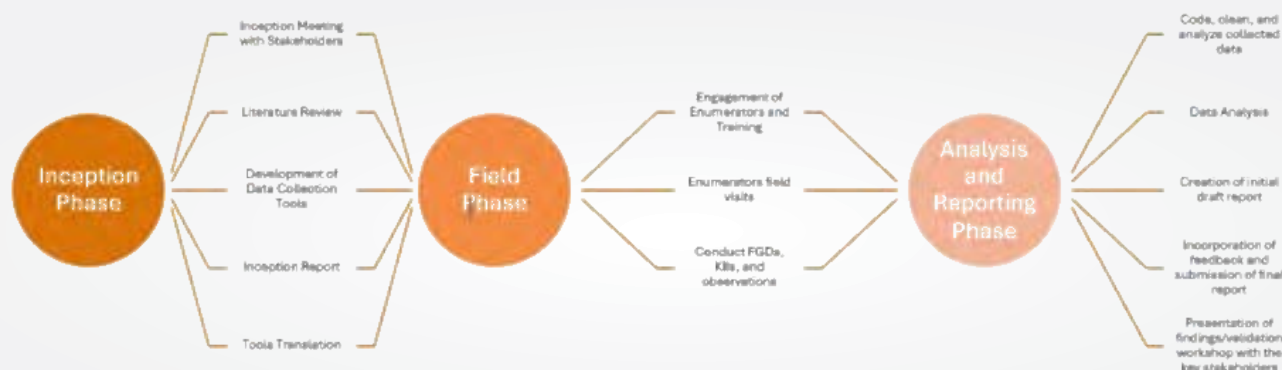 Inception
Phase
Inception Meeting
with Stakeholders
Literature Review
Development of
Data Collection
Tools
Inception Report
Tools Translation
Field
Phase
Engagement of
Enumerators and
Training
Enumerators field
visits
Conduct FGDs,
KIIs, and
observations
Analysis
and
Reporting
Phase
Code, clean, and
analyze collected
data
Data Analysis
Creation of initial
draft report
Incorporation of
feedback and
submission of final
report
Presentation of
findings/validation
workshop with the
key stakeholders